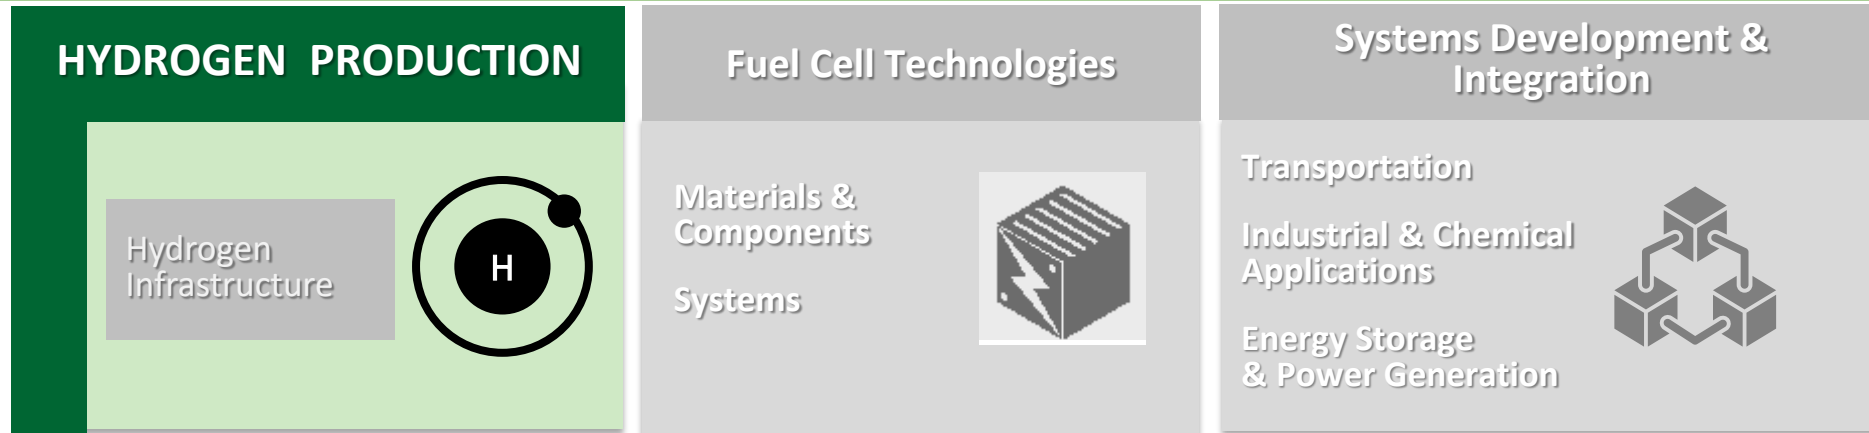 HYDROGEN PRODUCTION
Hydrogen
Infrastructure
H
Fuel Cell Technologies
Materials &
Components
Systems
Systems Development &
Integration
Transportation
Industrial & Chemical
Applications
Energy Storage
& Power Generation